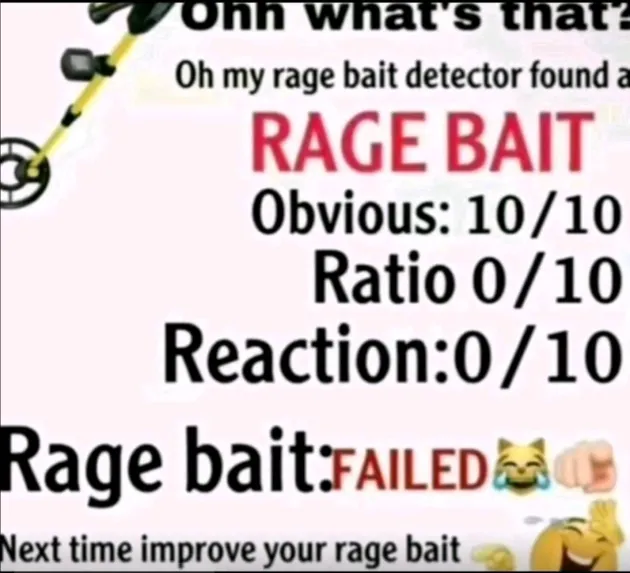 Ohh what's that?
Oh my rage bait detector found a
RAGE BAIT
Obvious: 10/10
Ratio 0/10
Reaction:0/10
Rage bait:FAILED😹🫵
Next time improve your rage bait